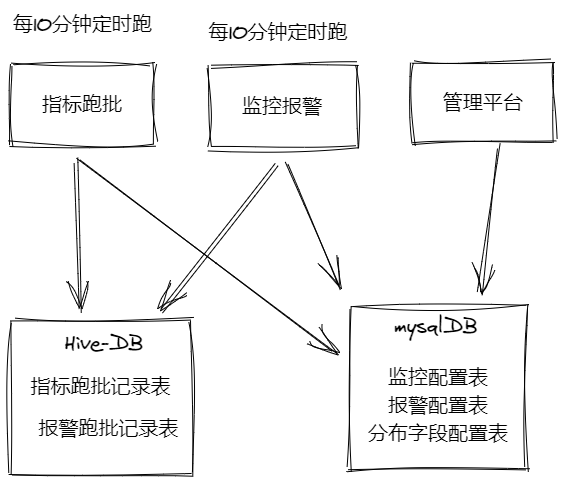 每10分钟定时跑
每10分钟定时跑
指标跑批
监控报警
管理平台
Hive-DB
指标跑批记录表
报警跑批记录表
mysalDB
监控配置表
报警配置表
分布字段配置表